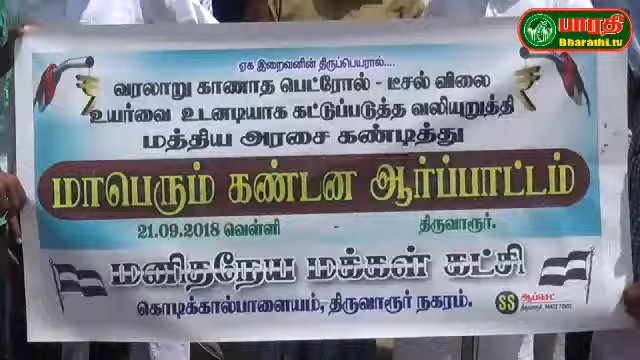 பாரதி
Bharathi.tv
ஏக இறைவனின் திருப்பெயரால்....
வரலாறு காணாத பெட்ரோல் - டீசல் விலை
உயர்வை உடனடியாக கட்டுப்படுத்த வலியுறுத்தி
மத்திய அரசை கண்டித்து
மாபெரும் கண்டன ஆர்ப்பாட்டம்
21.09.2018 வெள்ளி - திருவாரூர்.
மனிதநேய மக்கள் கட்சி
கொடிக்கால்பாளையம், திருவாரூர் நகரம்.
SS ஆப்செட்